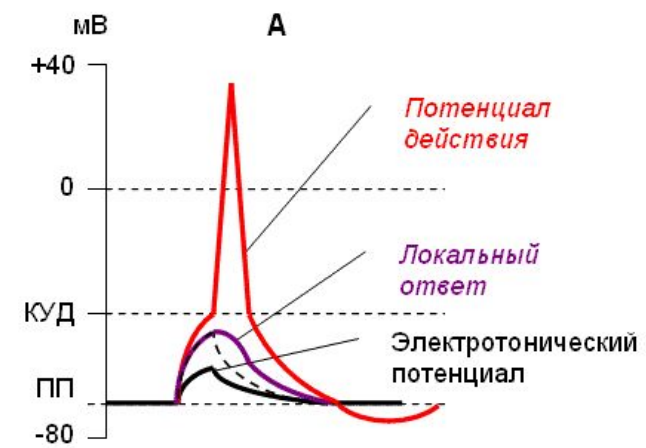 мВ
А
+40
Потенциал
действия
0
Локальный
ответ
КУД
Электротонический
потенциал
ПП
-80